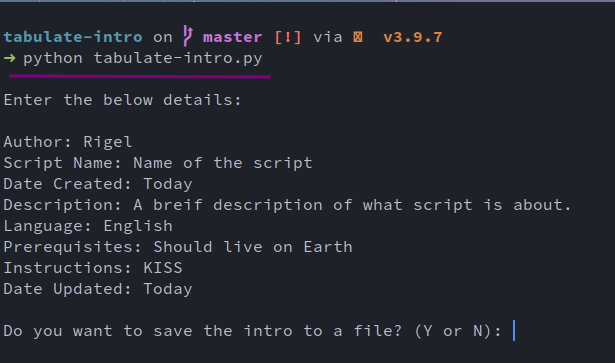 tabulate-intro on master [!] via v3.9.7
→ python tabulate-intro.py
Enter the below details:
Author: Rigel
Script Name: Name of the script
Date Created: Today
Description: A breif description of what script is about.
Language: English
Prerequisites: Should live on Earth
Instructions: KISS
Date Updated: Today
Do you want to save the intro to a file? (Y or N):